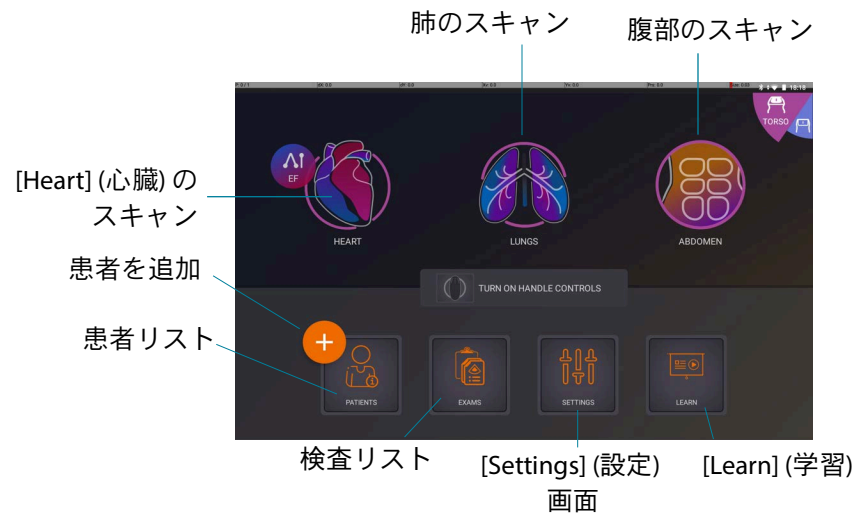 肺のスキャン
腹部のスキャン
18:18
TORSO
EF
[Heart] (心臓) の
スキャン
HEART
LUNGS
ABDOMEN
患者を追加
TURN ON HANDLE CONTROLS
患者リスト
PATIENTS
EXAMS
SETTINGS
LEARN
検査リスト
[Settings] (設定)
画面
[Learn] (学習)